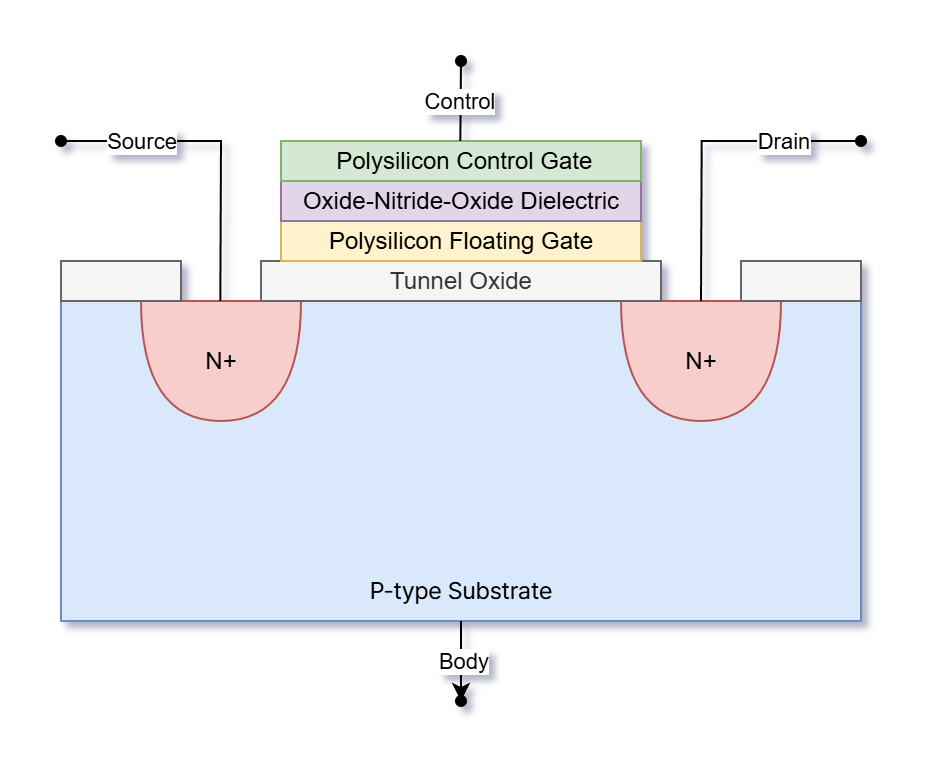 Control
Source
Drain
Polysilicon Control Gate
Oxide-Nitride-Oxide Dielectric
Polysilicon Floating Gate
Tunnel Oxide
N+
N+
P-type Substrate
Body